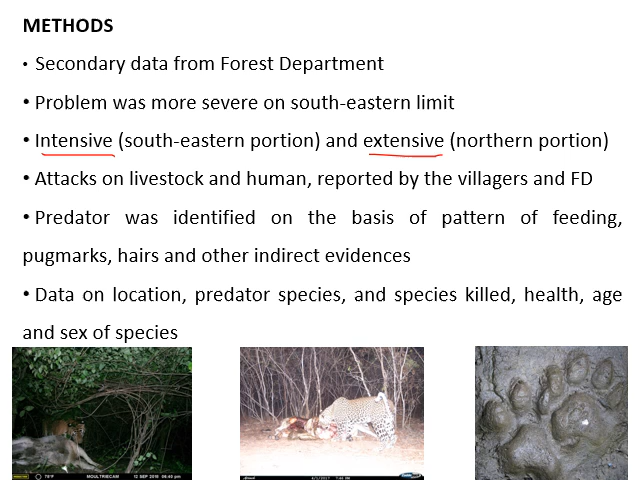 METHODS
• Secondary data from Forest Department
• Problem was more severe on south-eastern limit
• Intensive (south-eastern portion) and extensive (northern portion)
• Attacks on livestock and human, reported by the villagers and FD
• Predator was identified on the basis of pattern of feeding,
pugmarks, hairs and other indirect evidences
• Data on location, predator species, and species killed, health, age
and sex of species
MOULTRIECAM